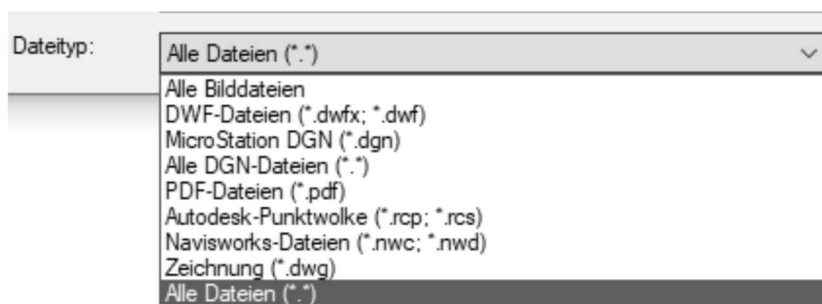 Dateityp:
Alle Dateien (*.*)
Alle Bilddateien
DWF-Dateien (*.dwfx; *.dwf)
MicroStation DGN (*.dgn)
Alle DGN-Dateien (*.*)
PDF-Dateien (*.pdf)
Autodesk-Punktwolke (*.rcp; *.rcs)
Navisworks-Dateien (*.nwc; *.nwd)
Zeichnung (*.dwg)
Alle Dateien (*.*)